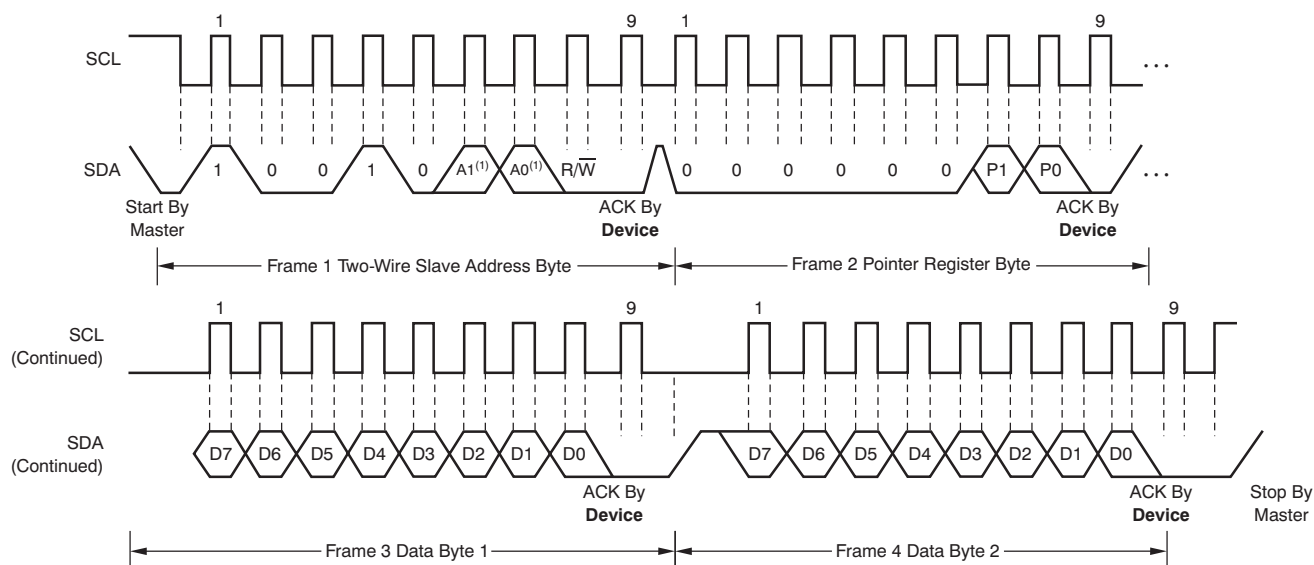 1 9 1 9
SCL ...
SDA 1 0 0 1 0 A1(1) A0(1) R/W̅ 0 0 0 0 0 0 P1 P0 ...
Start By Master
ACK By Device
ACK By Device
Frame 1 Two-Wire Slave Address Byte
Frame 2 Pointer Register Byte
1 9 1 9
SCL (Continued)
SDA (Continued)
D7 D6 D5 D4 D3 D2 D1 D0 D7 D6 D5 D4 D3 D2 D1 D0
ACK By Device
ACK By Device
Stop By Master
Frame 3 Data Byte 1
Frame 4 Data Byte 2